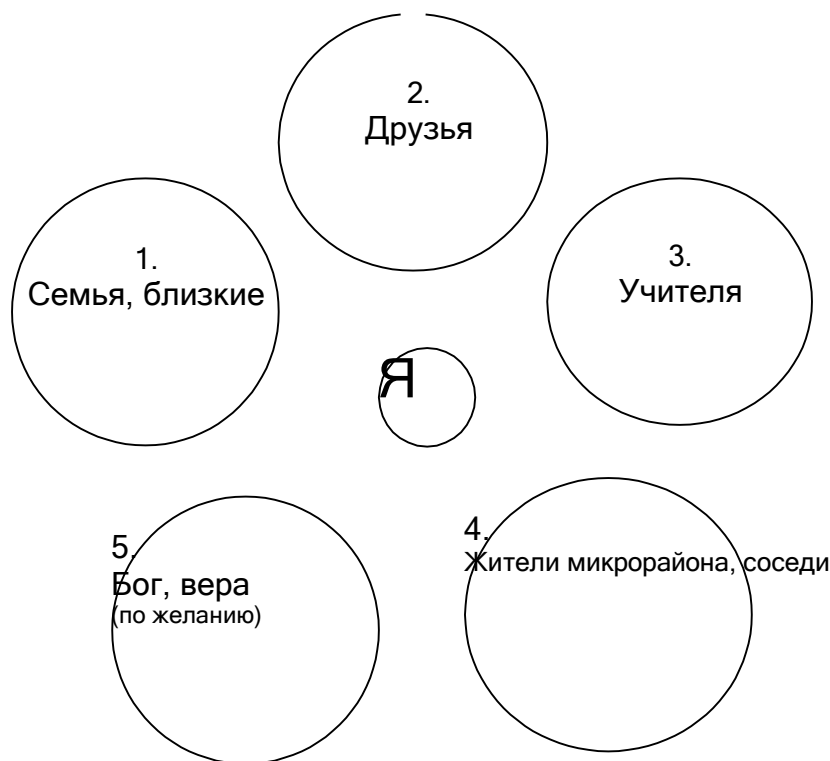 1.
Семья, близкие
2.
Друзья
3.
Учителя
Я
4.
Жители микрорайона, соседи
5.
Бог, вера
(по желанию)